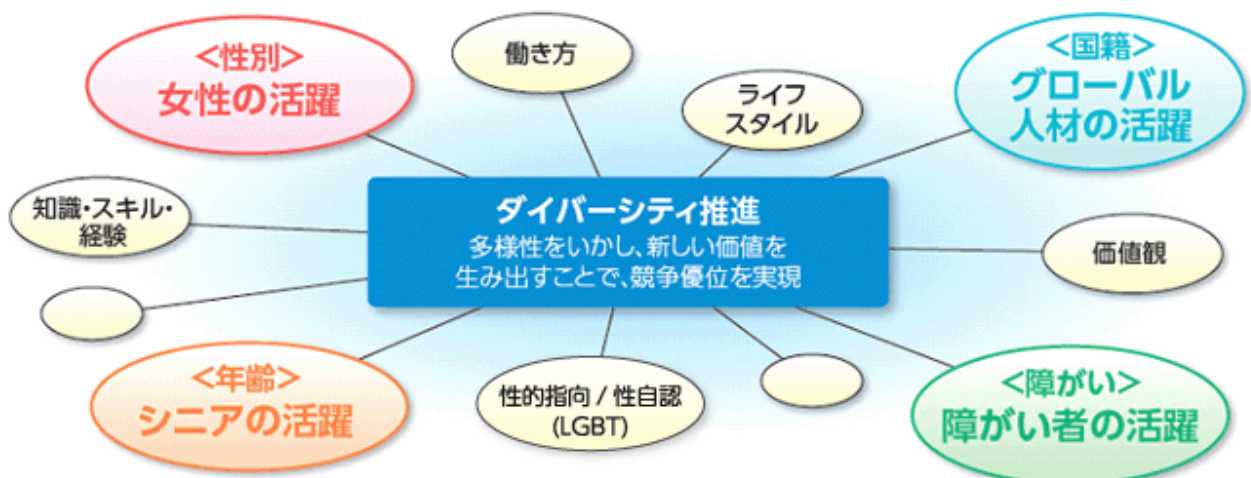 <性別>
女性の活躍
働き方
ライフ
スタイル
<国籍>
グローバル
人材の活躍
知識・スキル・
経験
ダイバーシティ推進
多様性をいかし、新しい価値を
生み出すことで、競争優位を実現
価値観
<年齢>
シニアの活躍
性的指向 / 性自認
(LGBT)
<障がい>
障がい者の活躍